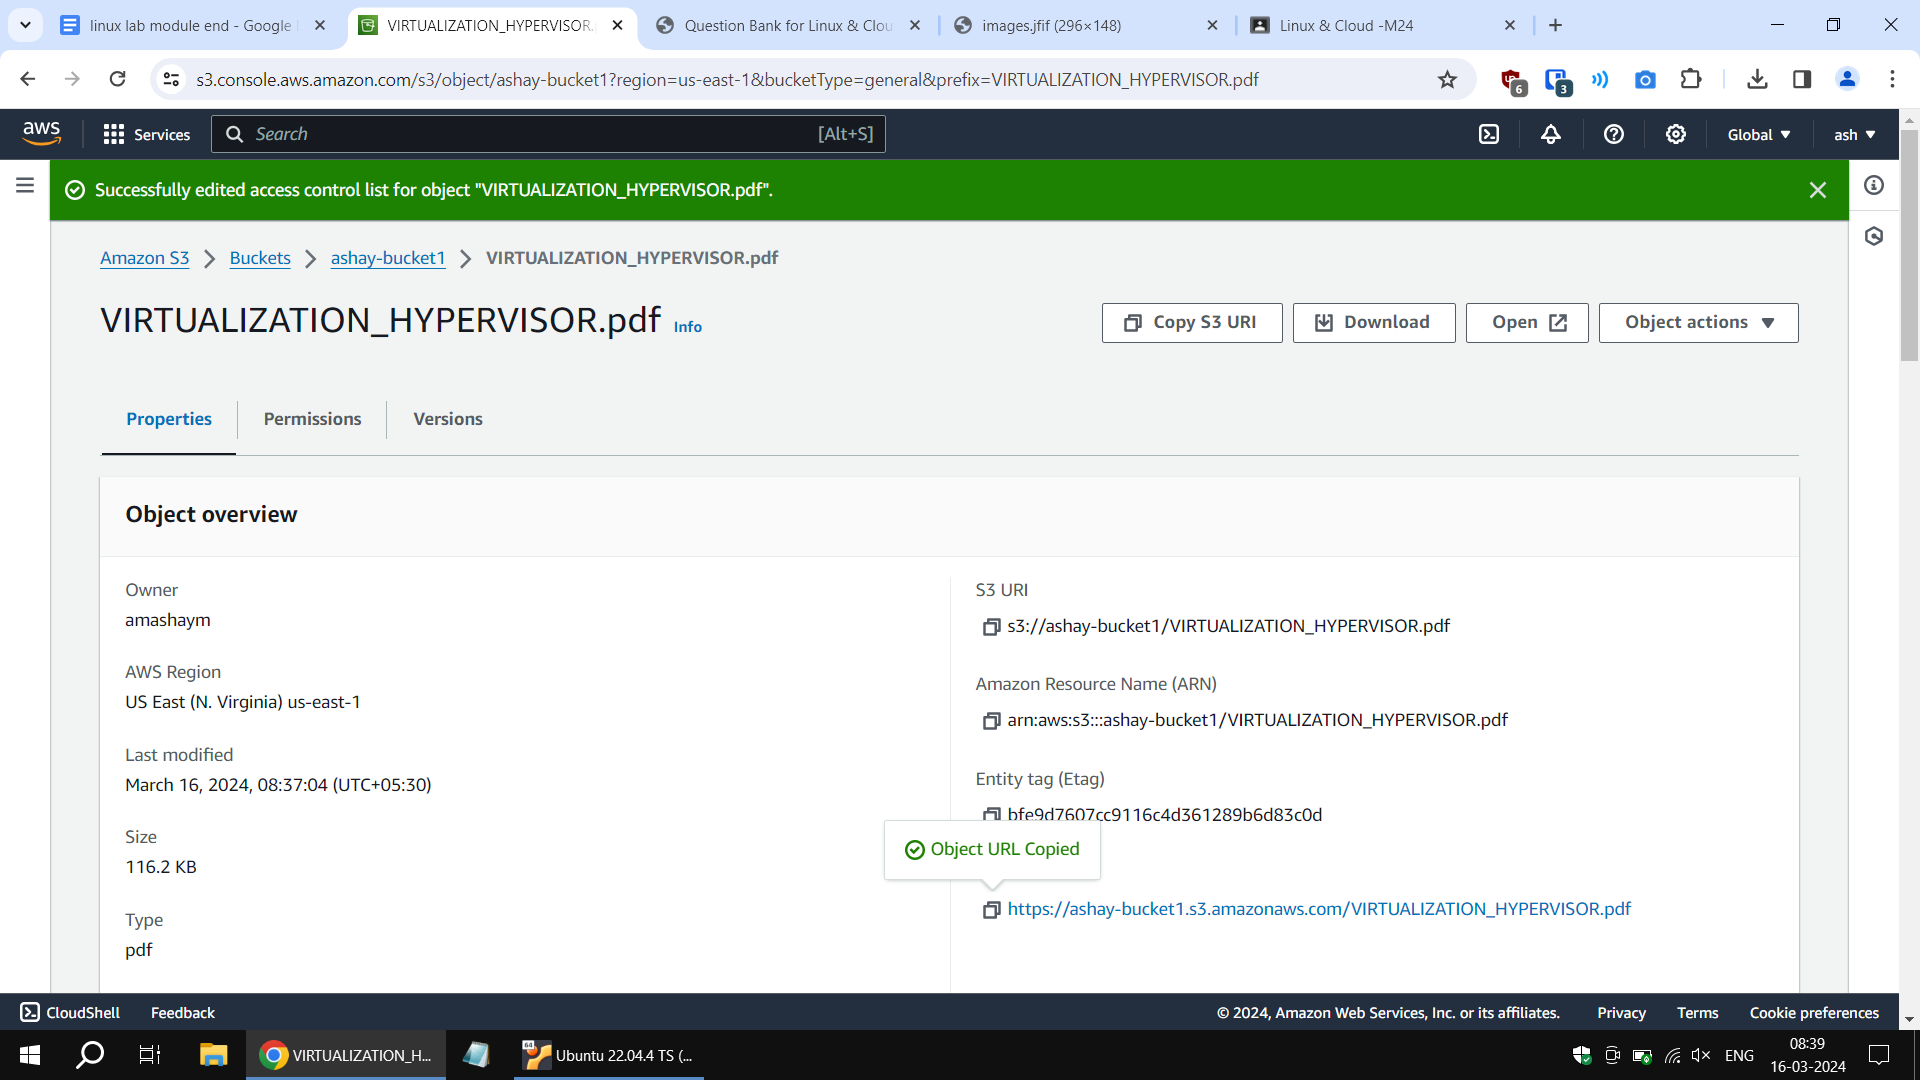 linux lab module end - Google
VIRTUALIZATION_HYPERVISOR.
Question Bank for Linux & Clou
images.jfif (296×148)
Linux & Cloud -M24
s3.console.aws.amazon.com/s3/object/ashay-bucket1?region=us-east-1&bucketType=general&prefix=VIRTUALIZATION_HYPERVISOR.pdf
6
3
aws
Services
Search
[Alt+S]
Global
ash
Successfully edited access control list for object "VIRTUALIZATION_HYPERVISOR.pdf".
Amazon S3
Buckets
ashay-bucket1
VIRTUALIZATION_HYPERVISOR.pdf
VIRTUALIZATION_HYPERVISOR.pdf
Info
Copy S3 URI
Download
Open
Object actions
Properties
Permissions
Versions
Object overview
Owner
amashaym
AWS Region
US East (N. Virginia) us-east-1
Last modified
March 16, 2024, 08:37:04 (UTC+05:30)
Size
116.2 KB
Type
pdf
S3 URI
s3://ashay-bucket1/VIRTUALIZATION_HYPERVISOR.pdf
Amazon Resource Name (ARN)
arn:aws:s3:::ashay-bucket1/VIRTUALIZATION_HYPERVISOR.pdf
Entity tag (Etag)
bfe9d7607cc9116c4d361289b6d83c0d
Object URL Copied
https://ashay-bucket1.s3.amazonaws.com/VIRTUALIZATION_HYPERVISOR.pdf
CloudShell
Feedback
© 2024, Amazon Web Services, Inc. or its affiliates.
Privacy
Terms
Cookie preferences
VIRTUALIZATION_H...
64
Ubuntu 22.04.4 TS (...
ENG
08:39
16-03-2024